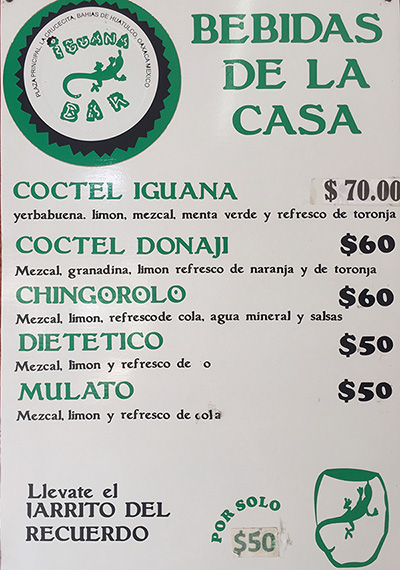 PLAZA PRINCIPAL, LA CRUCECITA, BAHIAS DE HUATULCO, OAXACA MEXICO
IGUANA
BAR
BEBIDAS
DE LA
CASA
COCTEL IGUANA $ 70.00
yerbabuena. limon, mezcal, menta verde y refresco de toronja
COCTEL DONAJI $60
Mezcal, granadina, limon refresco de naranja y de toronja
CHINGOROLO $60
Mezcal, limon, refrescode cola, agua mineral y salsas
DIETETICO $50
Mezcal, limon y refresco de o
MULATO $50
Mezcal, limon y refresco de cola
Llevate el
JARRITO DEL
RECUERDO
POR SOLO
$50